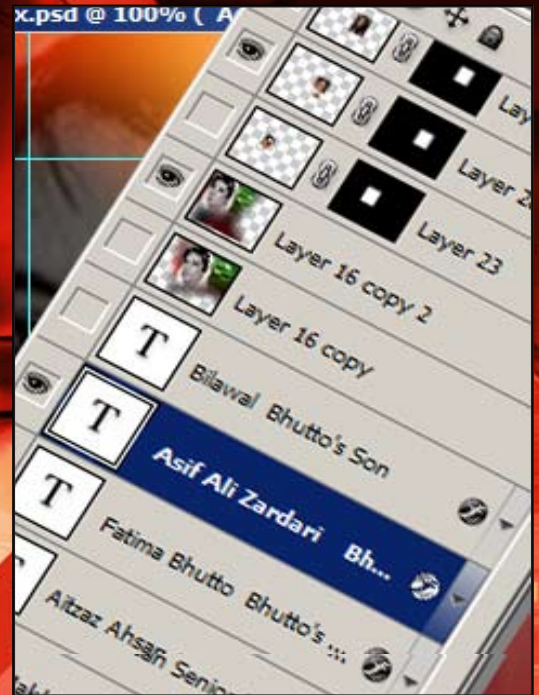 x.psd @ 100% ( A
Lay
Layer 2
Layer 23
Layer 16 copy 2
Layer 16 copy
T Bilawal Bhutto's Son
T Asif Ali Zardari Bh...
T Fatima Bhutto Bhutto's ...
Aitzaz Ahsan Senio